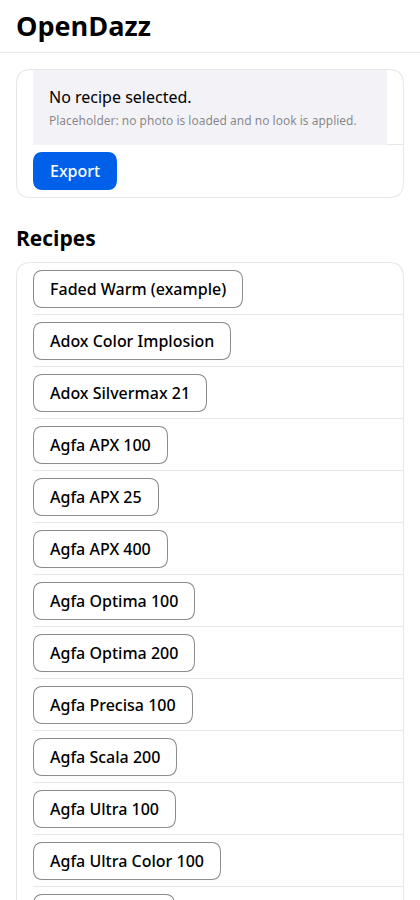 OpenDazz
No recipe selected.
Placeholder: no photo is loaded and no look is applied.
Export
Recipes
Faded Warm (example)
Adox Color Implosion
Adox Silvermax 21
Agfa APX 100
Agfa APX 25
Agfa APX 400
Agfa Optima 100
Agfa Optima 200
Agfa Precisa 100
Agfa Scala 200
Agfa Ultra 100
Agfa Ultra Color 100